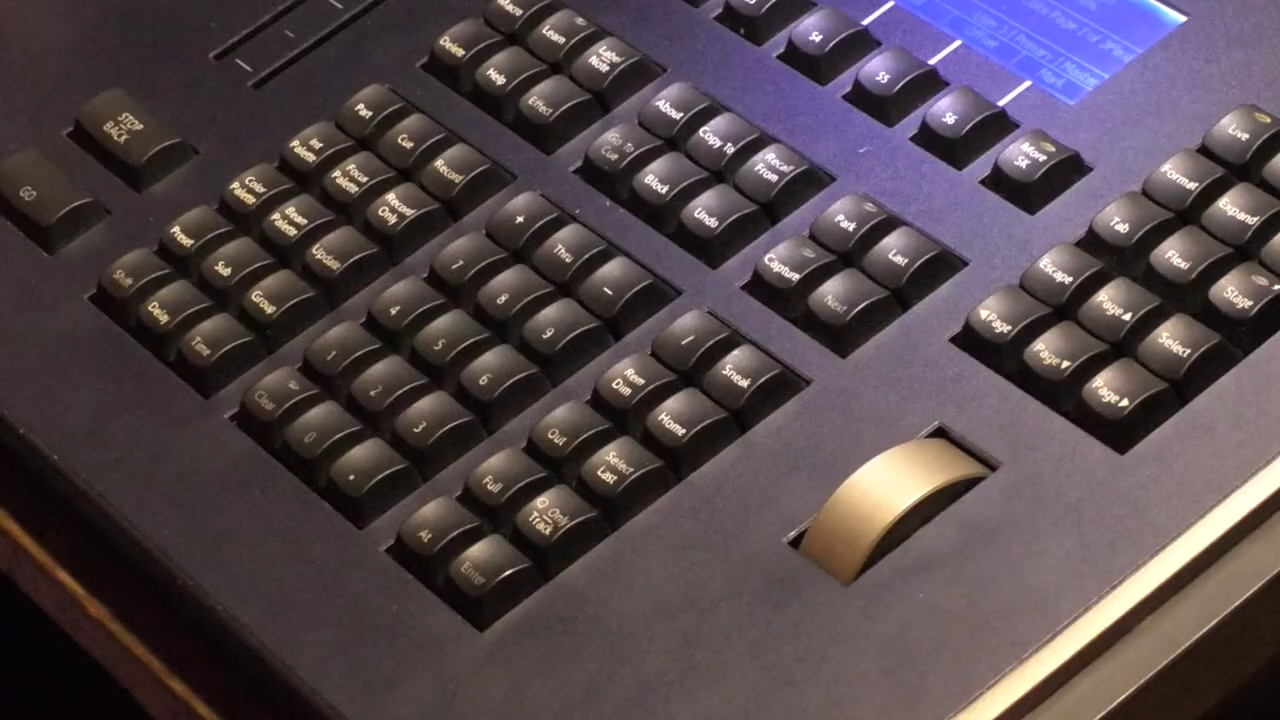 Macro
Learn
Label
Note
Delete
Help
Effect
S4
S5
S6
More
SK
STOP
BACK
GO
Part
Cue
Record
Int
Palette
Focus
Palette
Record
Only
Color
Palette
Beam
Palette
Update
Preset
Sub
Group
Shift
Delay
Time
About
Copy To
Recall
From
Go To
Cue
Block
Undo
Park
Last
Capture
Next
+
Thru
-
7
8
9
4
5
6
1
2
3
Clear
0
.
/
Sneak
Rem
Dim
Home
Out
Select
Last
Full
Q Only
Track
At
Enter
Live
Format
Expand
Tab
Flexi
Stage
Escape
Page▲
Select
◀Page
Page▼
Page▶